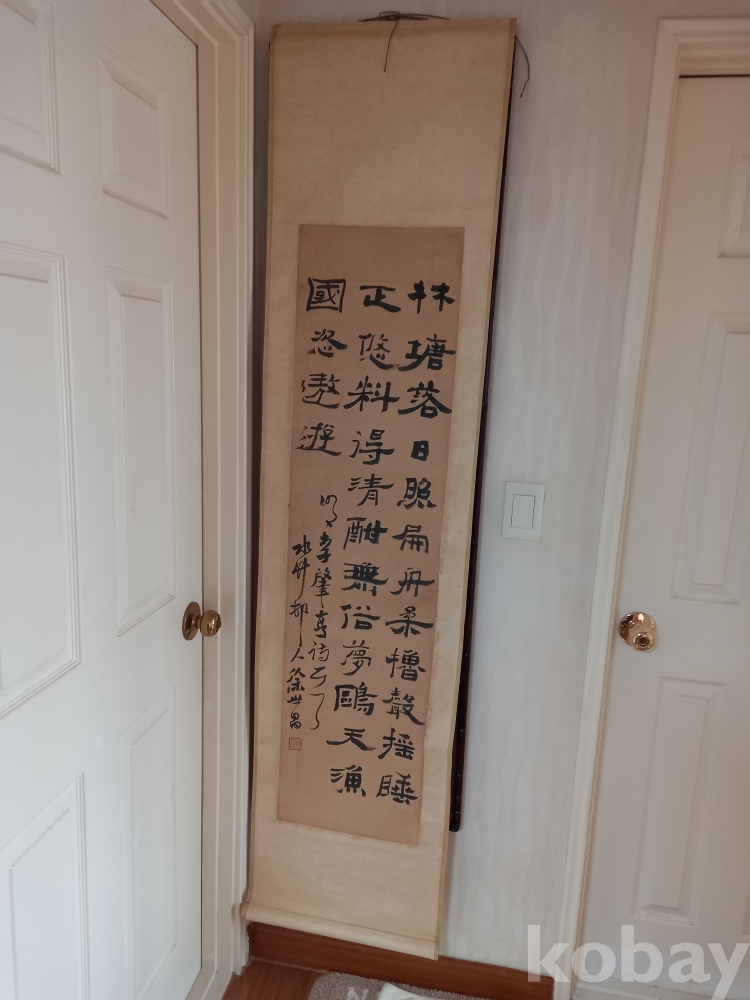 林塘落日照扁舟柔櫓聲搖睡
正悠料得清酣無俗夢鷗天漁
國恣遨遊
明李肇亨詩
水竹邨人徐世昌
kobay